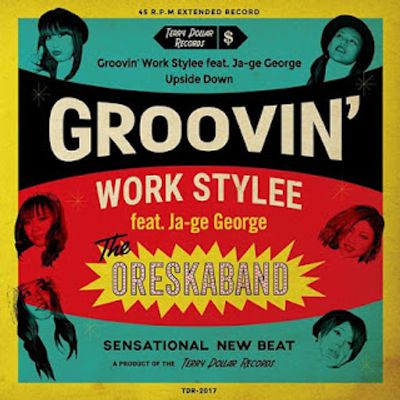 45 R.P.M EXTENDED RECORD
TERRY DOLLAR
RECORDS
$
Groovin' Work Stylee feat. Ja-ge George
Upside Down
GROOVIN'
WORK STYLEE
feat. Ja-ge George
The
ORESKABAND
SENSATIONAL NEW BEAT
A PRODUCT OF THE TERRY DOLLAR RECORDS
TDR-2017